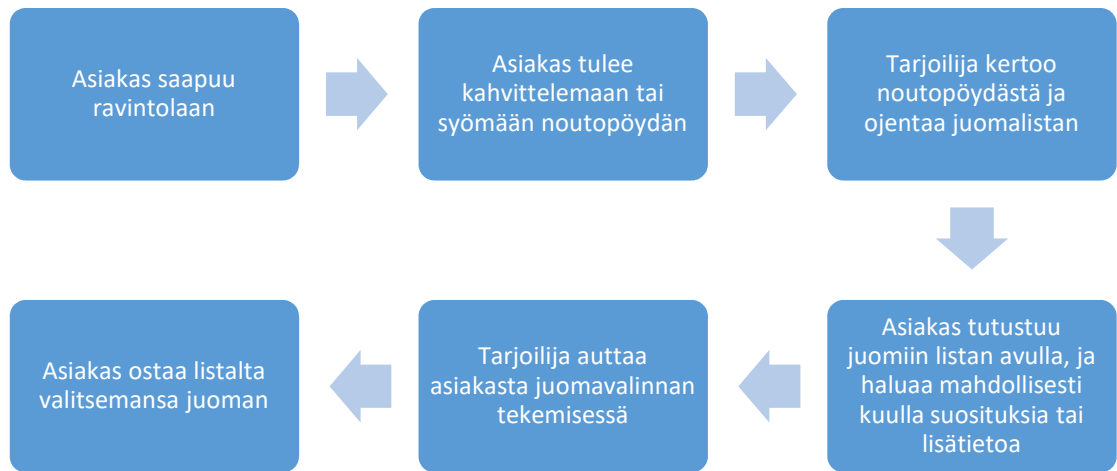 Asiakas saapuu
ravintolaan
Asiakas tulee
kahvittelemaan tai
syömään noutopöydän
Tarjoilija kertoo
noutopöydästä ja
ojentaa juomalistan
Asiakas tutustuu
juomiin listan avulla, ja
haluaa mahdollisesti
kuulla suosituksia tai
lisätietoa
Tarjoilija auttaa
asiakasta juomavalinnan
tekemisessä
Asiakas ostaa listalta
valitsemansa juoman